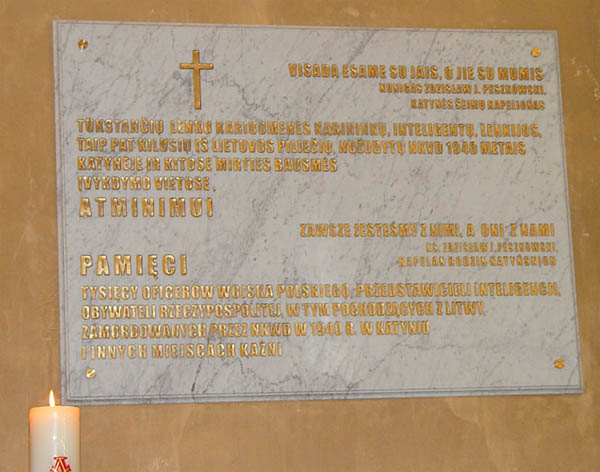 VISADA ESAME SU JAIS, O JIE SU MUMIS
KUNIGAS ZDZISŁAW J. PESZKOWSKI,
KATYNĖS ŠEIMŲ KAPELIONAS
TŪKSTANČIŲ LENKŲ KARIUOMENĖS KARININKŲ, INTELIGENTŲ, LENKIJOS,
TAIP PAT KILUSIŲ IŠ LIETUVOS PILIEČIŲ, NUŽUDYTŲ NKVD 1940 METAIS
KATYNĖJE IR KITOSE MIRTIES BAUSMĖS
ĮVYKDYMO VIETOSE,
ATMINIMUI
ZAWSZE JESTEŚMY Z NIMI, A ONI Z NAMI
KS. ZDZISŁAW J. PESZKOWSKI,
KAPELAN RODZIN KATYŃSKICH
PAMIĘCI
TYSIĘCY OFICERÓW WOJSKA POLSKIEGO, PRZEDSTAWICIELI INTELIGENCJI,
OBYWATELI RZECZYPOSPOLITEJ, W TYM POCHODZĄCYCH Z LITWY,
ZAMORDOWANYCH PRZEZ NKWD W 1940 R. W KATYNIU
I INNYCH MIEJSCACH KAŹNI